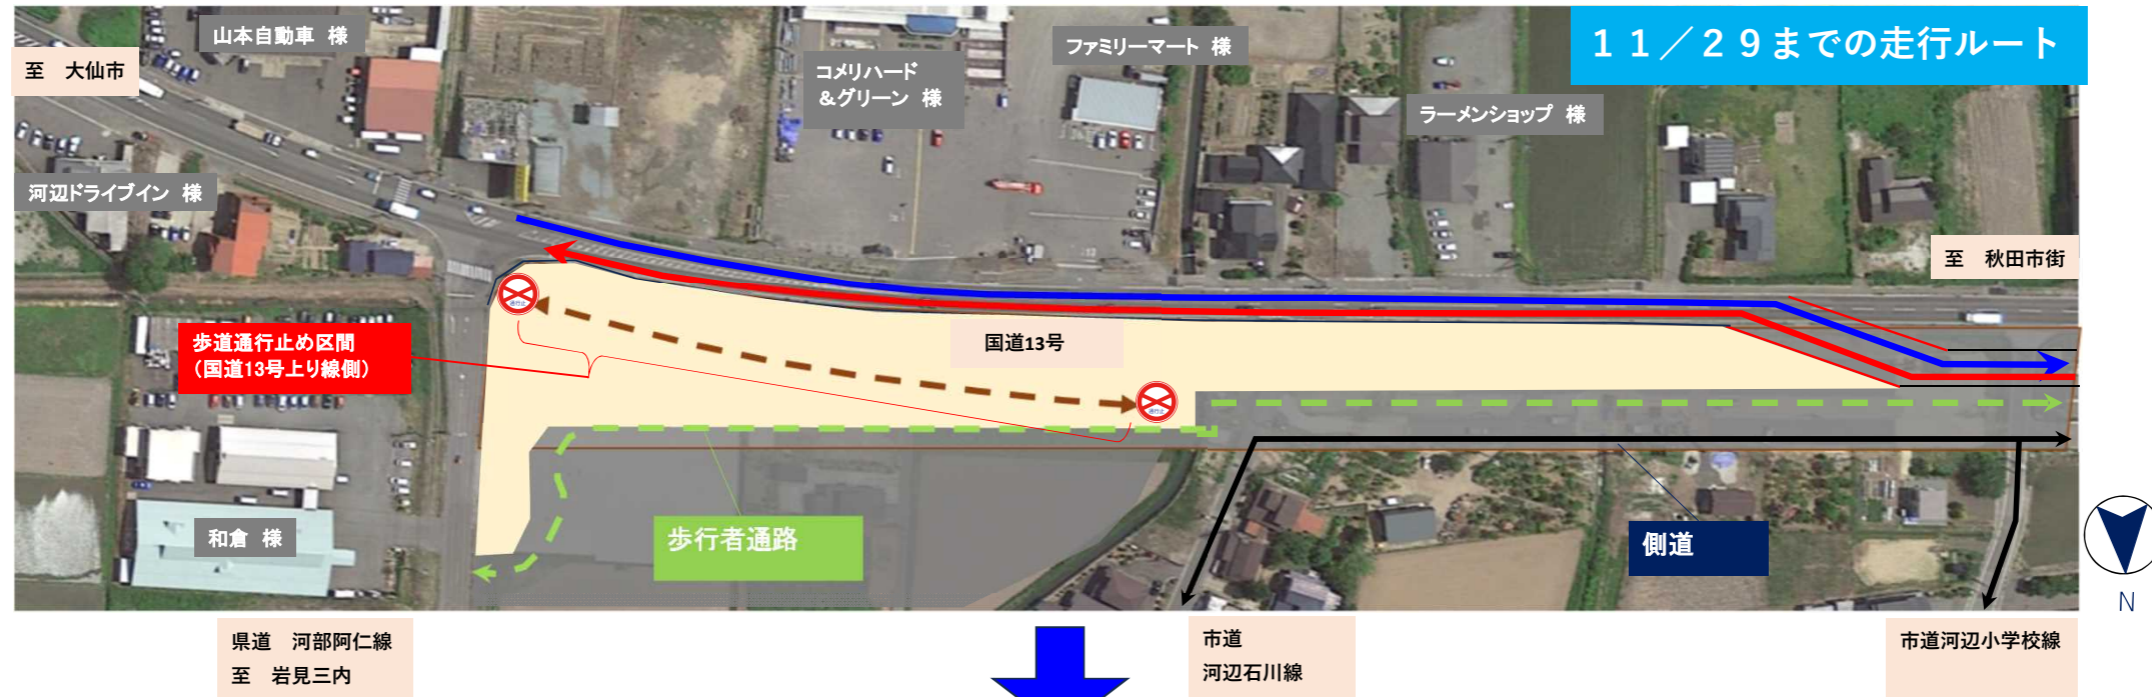 11／29までの走行ルート
山本自動車 様
ファミリーマート 様
至 大仙市
コメリハード
&グリーン 様
ラーメンショップ 様
河辺ドライブイン 様
至 秋田市街
歩道通行止め区間
（国道13号上り線側）
国道13号
通行止
通行止
和倉 様
歩行者通路
側道
N
県道 河部阿仁線
至 岩見三内
市道
河辺石川線
市道河辺小学校線